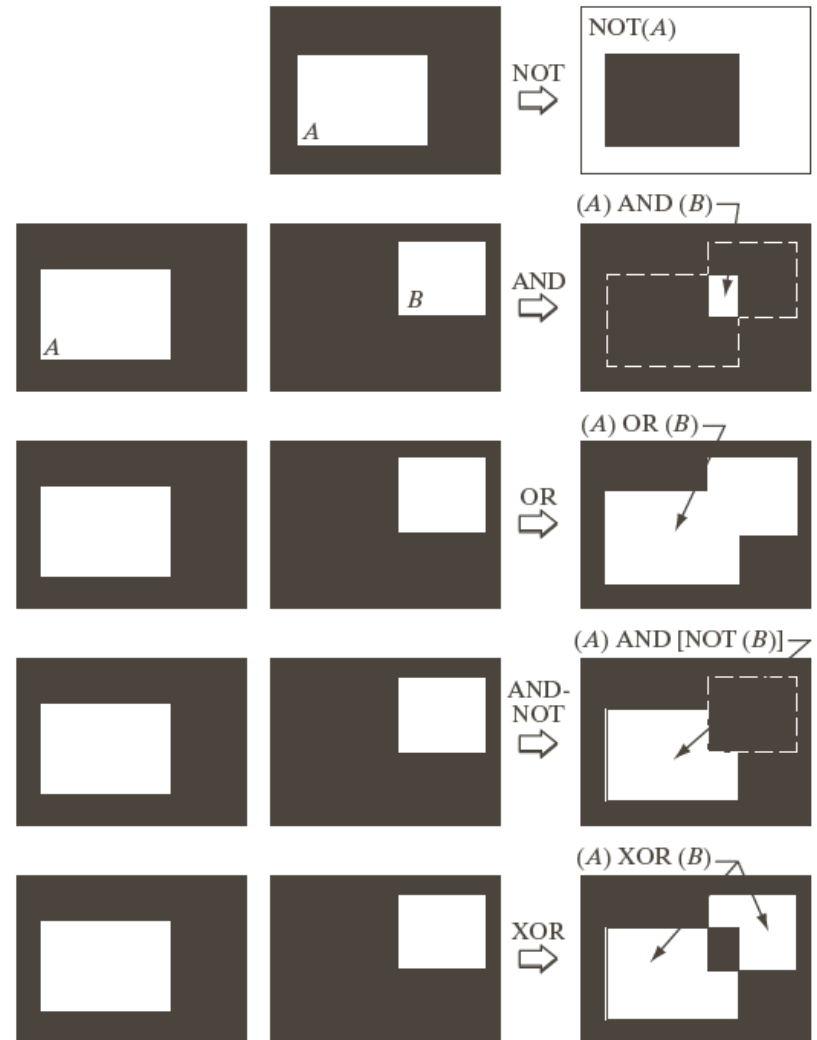 NOT(A)
NOT
A
(A) AND (B)
A
B
AND
(A) OR (B)
OR
(A) AND [NOT (B)]
AND-
NOT
(A) XOR (B)
XOR